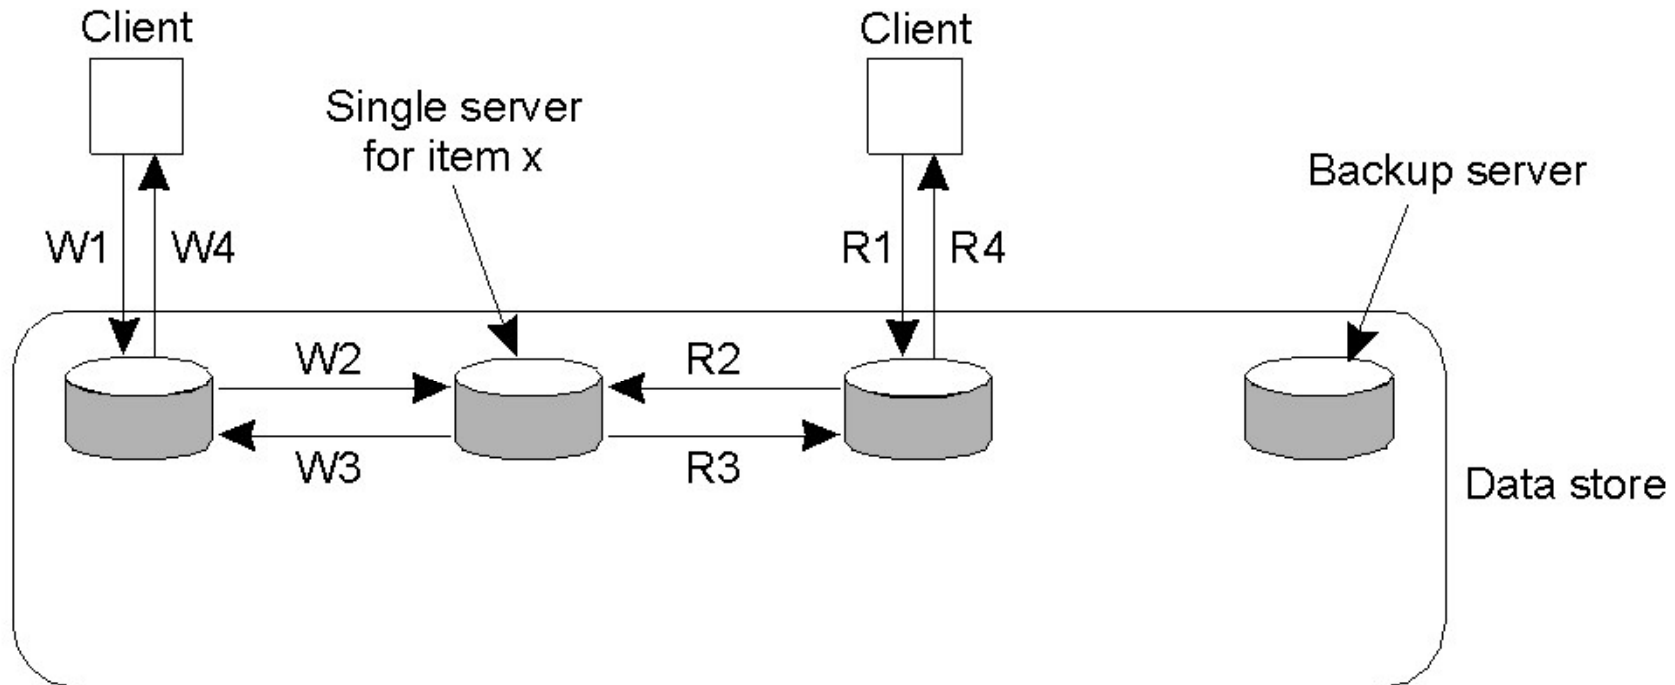 Client
Client
Single server
for item x
Backup server
W1
W4
R1
R4
W2
R2
W3
R3
Data store